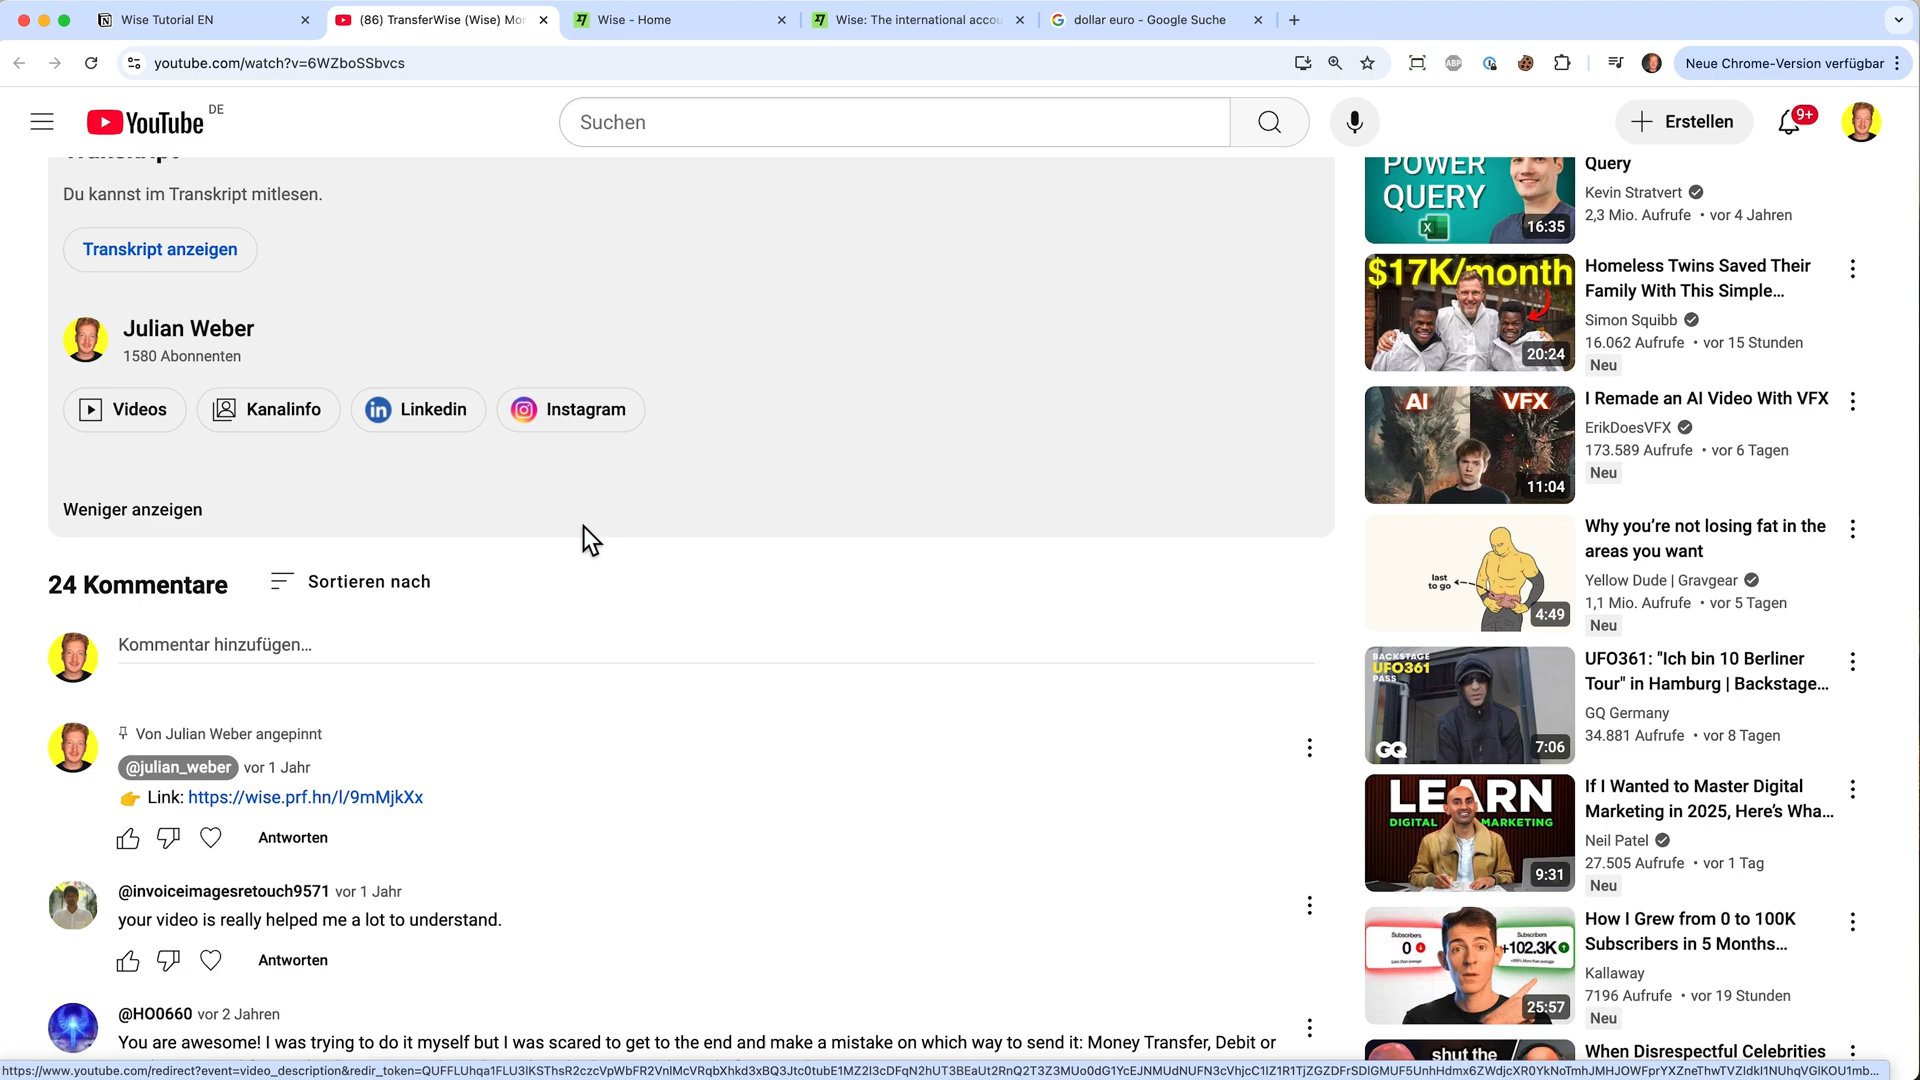 Wise Tutorial EN
(86) TransferWise (Wise) Mo
Wise - Home
Wise: The international accou
dollar euro - Google Suche
youtube.com/watch?v=6WZboSSbvcs
ABP
Neue Chrome-Version verfügbar
YouTube
DE
Suchen
Erstellen
9+
Transkript
Du kannst im Transkript mitlesen.
Transkript anzeigen
Julian Weber
1580 Abonnenten
Videos
Kanalinfo
Linkedin
Instagram
Weniger anzeigen
24 Kommentare
Sortieren nach
Kommentar hinzufügen...
Von Julian Weber angepinnt
@julian_weber vor 1 Jahr
👉 Link: https://wise.prf.hn/l/9mMjkXx
Antworten
@invoiceimagesretouch9571 vor 1 Jahr
your video is really helped me a lot to understand.
Antworten
@HO0660 vor 2 Jahren
You are awesome! I was trying to do it myself but I was scared to get to the end and make a mistake on which way to send it: Money Transfer, Debit or
POWER
QUERY
16:35
Query
Kevin Stratvert
2,3 Mio. Aufrufe • vor 4 Jahren
$17K/month
20:24
Homeless Twins Saved Their
Family With This Simple...
Simon Squibb
16.062 Aufrufe • vor 15 Stunden
Neu
AI VFX
11:04
I Remade an AI Video With VFX
ErikDoesVFX
173.589 Aufrufe • vor 6 Tagen
Neu
last
to go
4:49
Why you're not losing fat in the
areas you want
Yellow Dude | Gravgear
1,1 Mio. Aufrufe • vor 5 Tagen
Neu
BACKSTAGE
UFO361
PASS
GQ
7:06
UFO361: "Ich bin 10 Berliner
Tour" in Hamburg | Backstage...
GQ Germany
34.881 Aufrufe • vor 8 Tagen
LEARN
DIGITAL MARKETING
9:31
If I Wanted to Master Digital
Marketing in 2025, Here's Wha...
Neil Patel
27.505 Aufrufe • vor 1 Tag
Neu
Subscribers
0
Subscribers
+102.3K
25:57
How I Grew from 0 to 100K
Subscribers in 5 Months...
Kallaway
7196 Aufrufe • vor 19 Stunden
Neu
shut the
When Disrespectful Celebrities